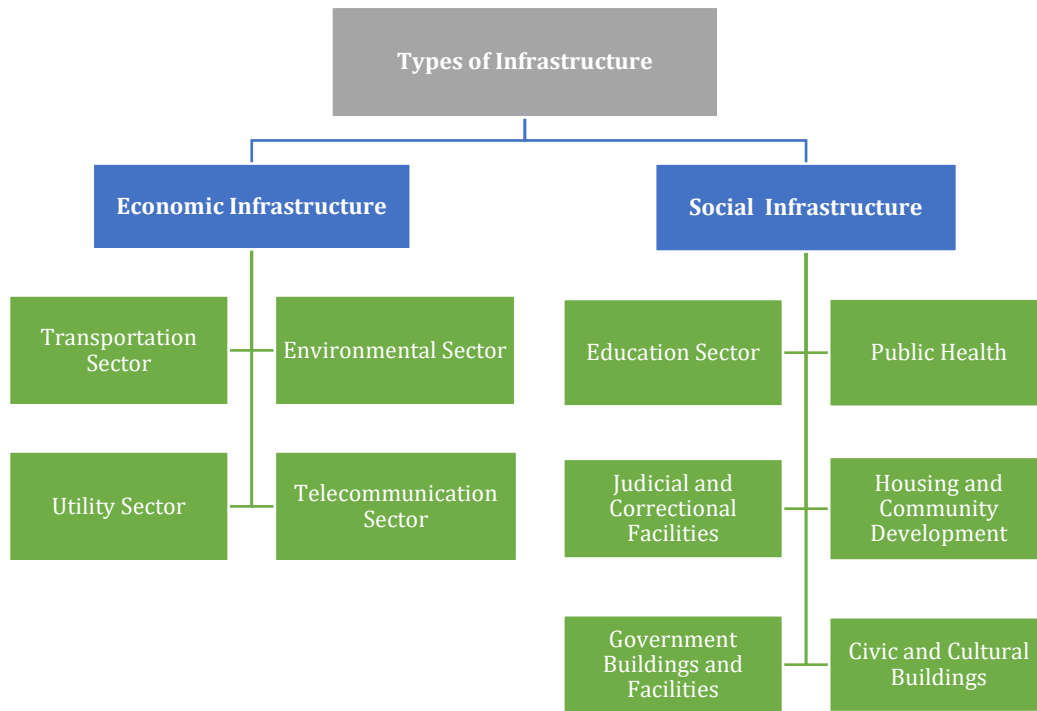 Types of Infrastructure
Economic Infrastructure
Social Infrastructure
Transportation
Sector
Environmental Sector
Education Sector
Public Health
Utility Sector
Telecommunication
Sector
Judicial and
Correctional
Facilities
Housing and
Community
Development
Government
Buildings and
Facilities
Civic and Cultural
Buildings